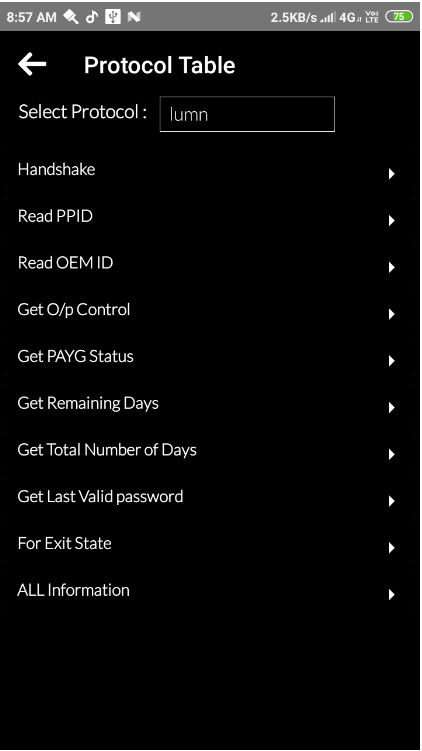 8:57 AM 2.5KB/s 4G Vo) LTE 75
Protocol Table
Select Protocol : lumn
Handshake
Read PPID
Read OEM ID
Get O/p Control
Get PAYG Status
Get Remaining Days
Get Total Number of Days
Get Last Valid password
For Exit State
ALL Information